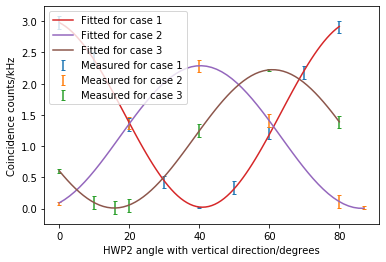 Fitted for case 1
Fitted for case 2
Fitted for case 3
Measured for case 1
Measured for case 2
Measured for case 3
Coincidence counts/kHz
3.0
2.5
2.0
1.5
1.0
0.5
0.0
0 20 40 60 80
HWP2 angle with vertical direction/degrees